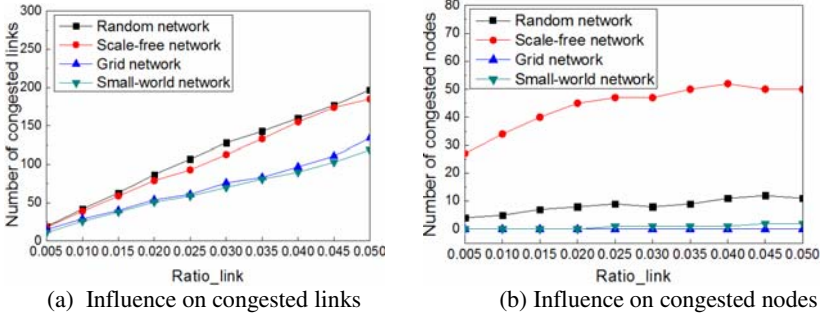 300
250
200
150
100
50
0
Number of congested links
Random network
Scale-free network
Grid network
Small-world network
0.005 0.010 0.015 0.020 0.025 0.030 0.035 0.040 0.045 0.050
Ratio_link
(a) Influence on congested links
80
70
60
50
40
30
20
10
0
Number of congested nodes
Random network
Scale-free network
Grid network
Small-world network
0.005 0.010 0.015 0.020 0.025 0.030 0.035 0.040 0.045 0.050
Ratio_link
(b) Influence on congested nodes